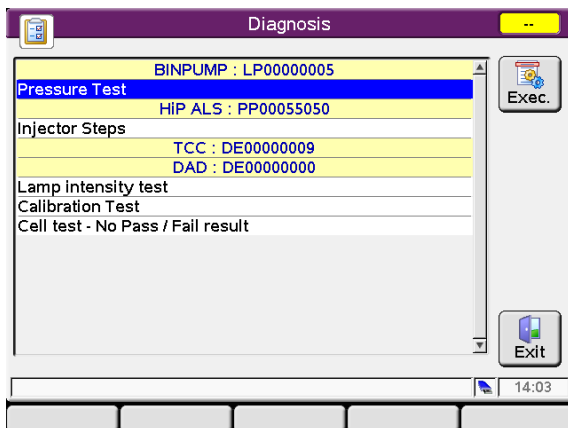 Diagnosis
--
BINPUMP : LP00000005
Pressure Test
HiP ALS : PP00055050
Injector Steps
TCC : DE00000009
DAD : DE00000000
Lamp intensity test
Calibration Test
Cell test - No Pass / Fail result
Exec.
Exit
14:03